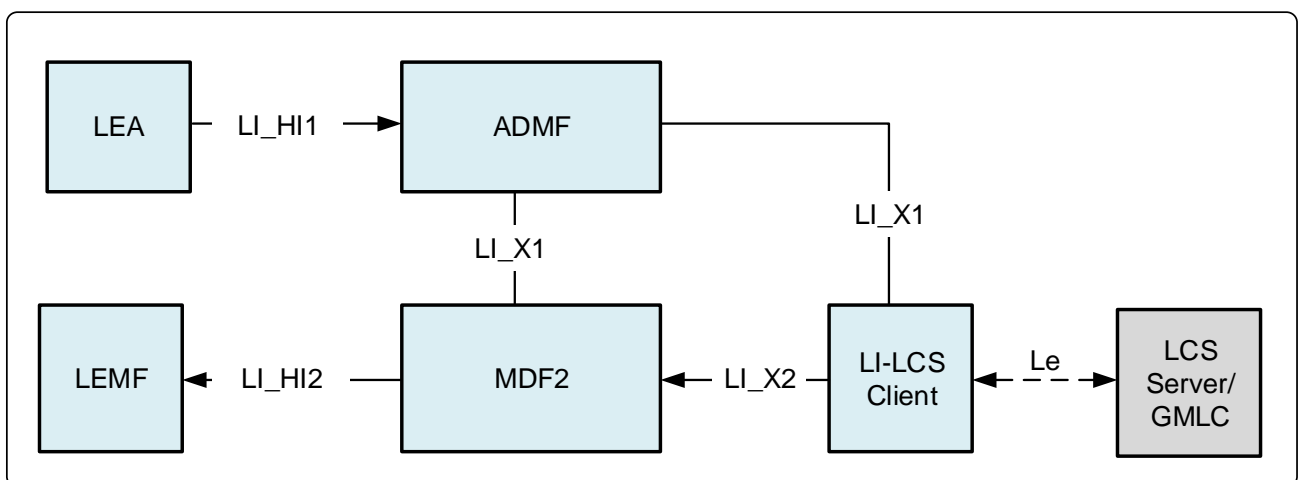 LEA
LI_HI1
ADMF
LI_X1
LI_X1
LEMF
LI_HI2
MDF2
LI_X2
LI-LCS
Client
Le
LCS
Server/
GMLC